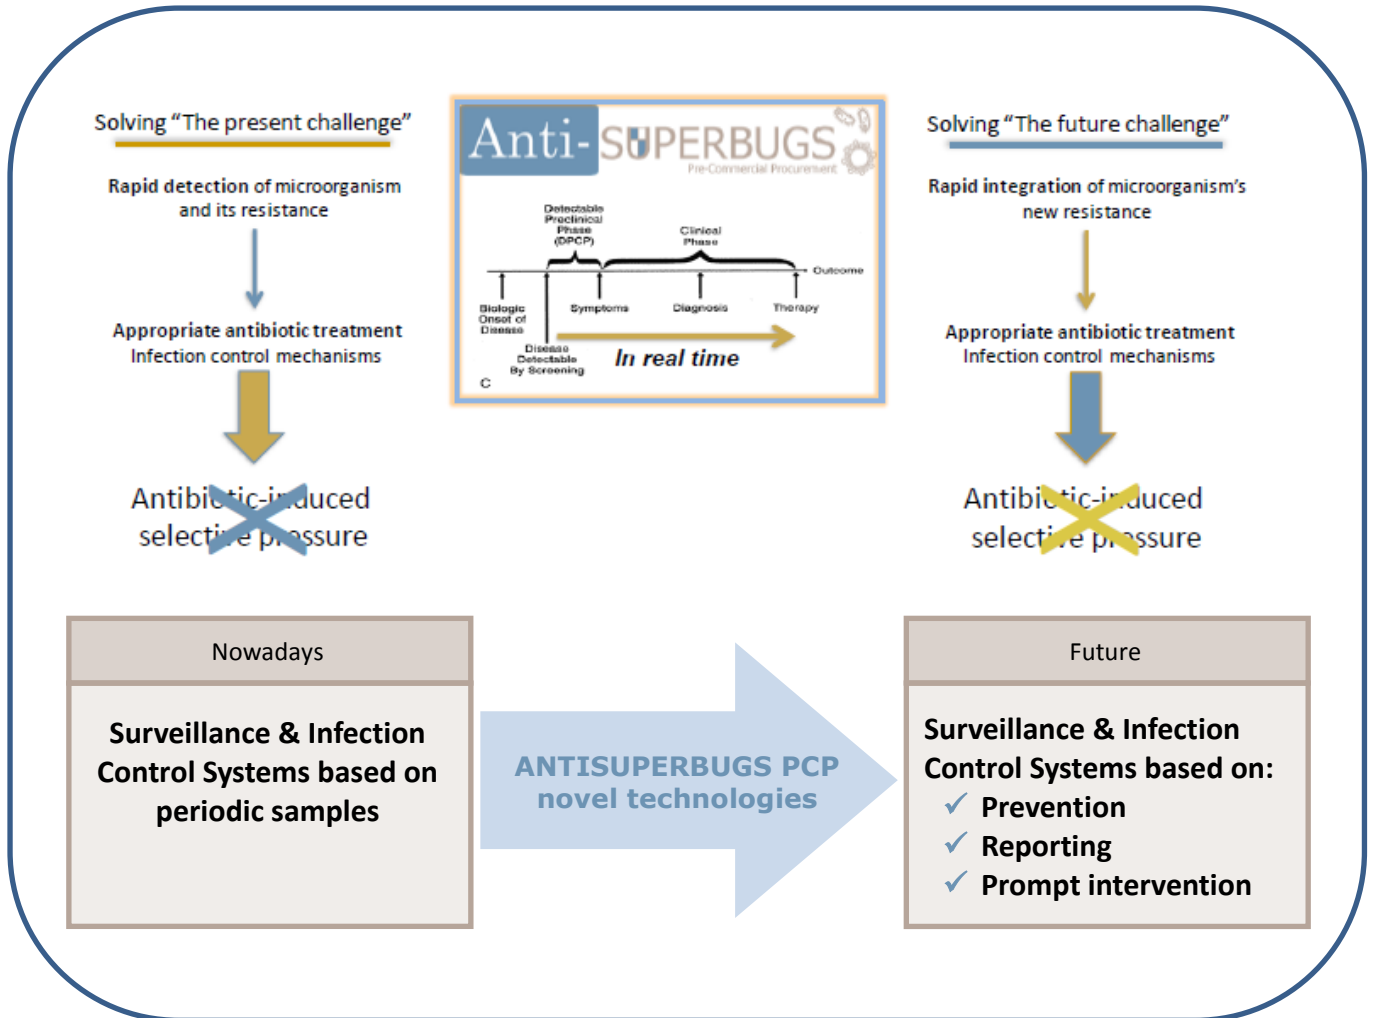 Solving “The present challenge”
Rapid detection of microorganism
and its resistance
Appropriate antibiotic treatment
Infection control mechanisms
Antibiotic-induced
selective pressure
Anti-SUPERBUGS
Pre-Commercial Procurement
Detectable
Preclinical
Phase
(DPCP)
Clinical
Phase
Outcome
Biologic
Onset of
Disease
Symptoms
Diagnosis
Therapy
Disease
Detectable
By Screening
In real time
C
Solving “The future challenge”
Rapid integration of microorganism’s
new resistance
Appropriate antibiotic treatment
Infection control mechanisms
Antibiotic-induced
selective pressure
Nowadays
Surveillance & Infection
Control Systems based on
periodic samples
ANTISUPERBUGS PCP
novel technologies
Future
Surveillance & Infection
Control Systems based on:
✓ Prevention
✓ Reporting
✓ Prompt intervention